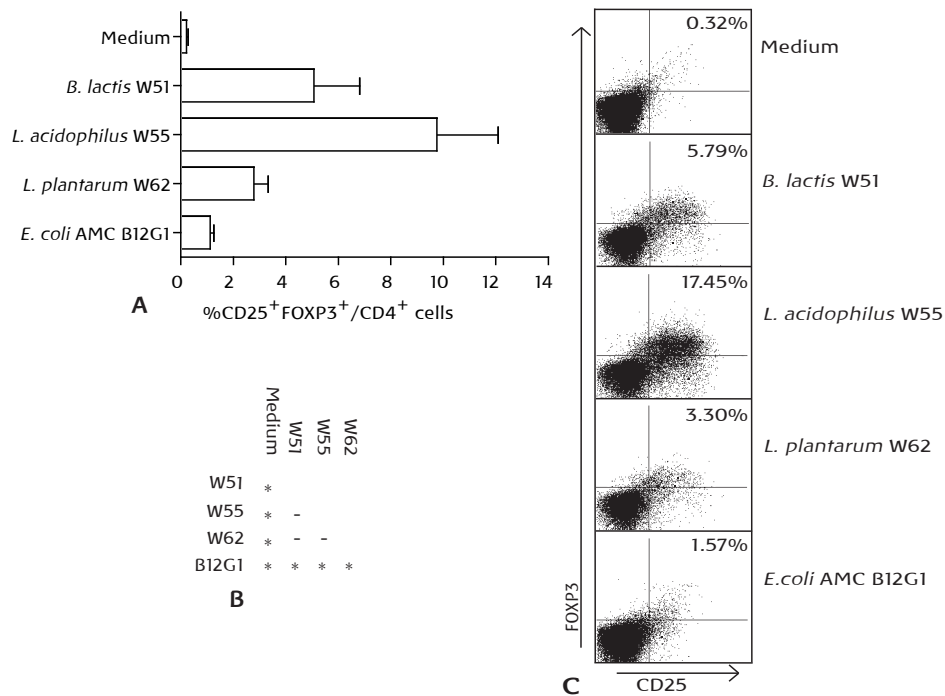 Medium
B. lactis W51
L. acidophilus W55
L. plantarum W62
E. coli AMC B12G1
0 2 4 6 8 10 12 14
A
%CD25+FOXP3+/CD4+ cells
Medium W51 W55 W62
W51 *
W55 * -
W62 * - -
B12G1 * * * *
B
0.32%
Medium
5.79%
B. lactis W51
17.45%
L. acidophilus W55
3.30%
L. plantarum W62
1.57%
E.coli AMC B12G1
FOXP3
C
CD25